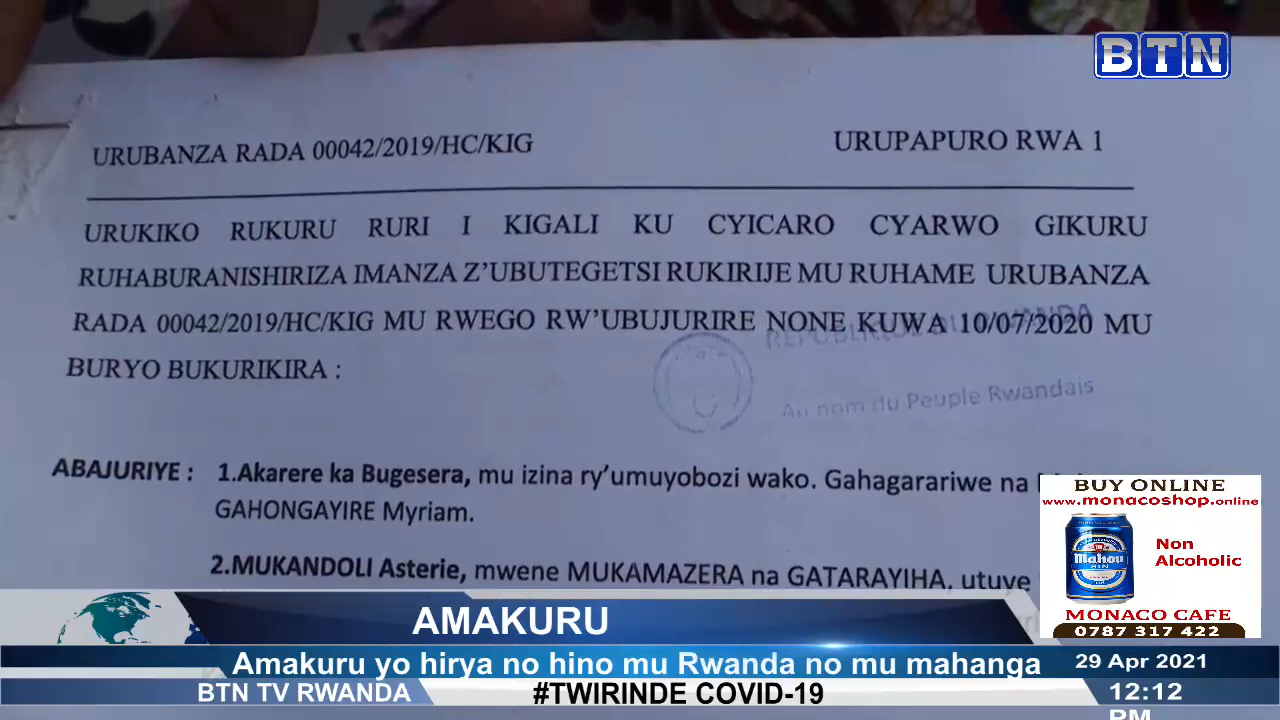 BTN
URUBANZA RADA 00042/2019/HC/KIG
URUPAPURO RWA 1
URUKIKO RUKURU RURI I KIGALI KU CYICARO CYARWO GIKURU
RUHABURANISHIRIZA IMANZA Z'UBUTEGETSI RUKIRIJE MU RUHAME URUBANZA
RADA 00042/2019/HC/KIG MU RWEGO RW'UBUJURIRE NONE KUWA 10/07/2020 MU
BURYO BUKURIKIRA :
Au nom du Peuple Rwandais
ABAJURIYE : 1.Akarere ka Bugesera, mu izina ry'umuyobozi wako. Gahagarariwe na
GAHONGAYIRE Myriam.
2.MUKANDOLI Asterie, mwene MUKAMAZERA na GATARAYIHA, utuye
BUY ONLINE
www.monacoshop.online
Mahou
Non
Alcoholic
MONACO CAFE
0787 317 422
AMAKURU
Amakuru yo hirya no hino mu Rwanda no mu mahanga
29 Apr 2021
BTN TV RWANDA
#TWIRINDE COVID-19
12:12
PM